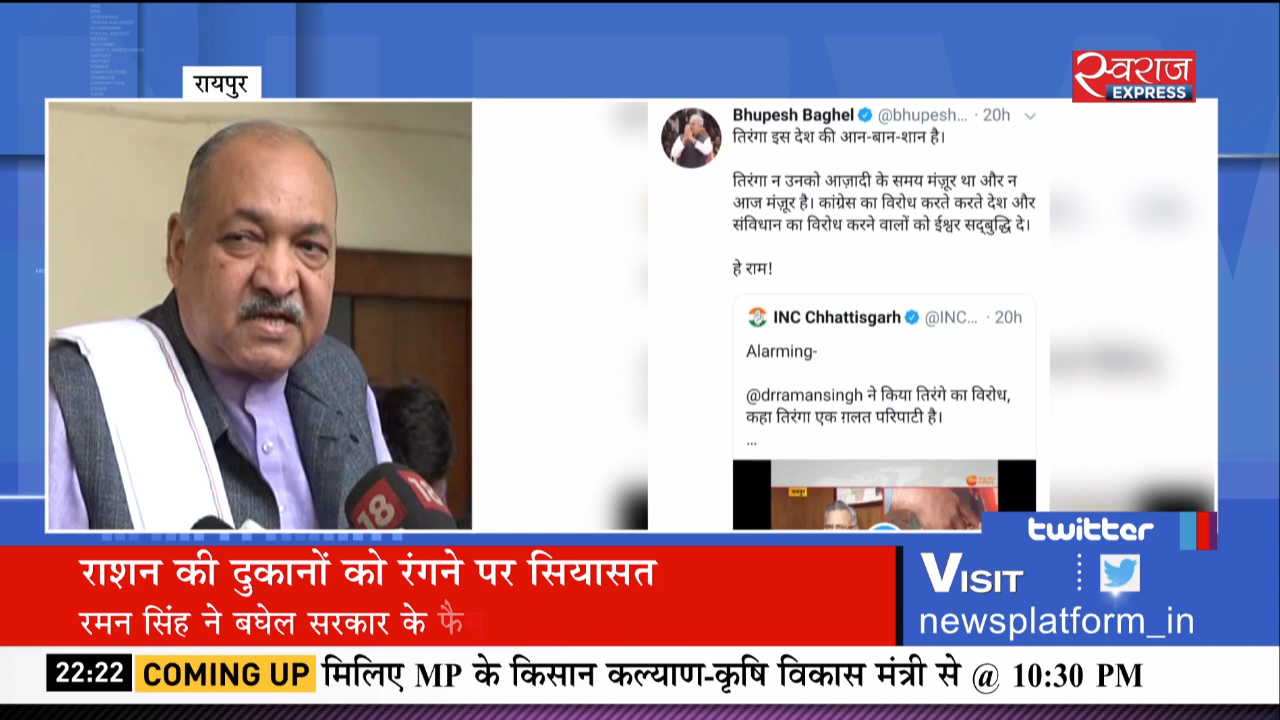 रायपुर
स्वराज
EXPRESS
Bhupesh Baghel @bhupesh... · 20h
तिरंगा इस देश की आन-बान-शान है।
तिरंगा न उनको आज़ादी के समय मंज़ूर था और न
आज मंज़ूर है। कांग्रेस का विरोध करते करते देश और
संविधान का विरोध करने वालों को ईश्वर सद्बुद्धि दे।
हे राम!
INC Chhattisgarh @INC... · 20h
Alarming-
@drramansingh ने किया तिरंगे का विरोध,
कहा तिरंगा एक ग़लत परिपाटी है।
...
18
twitter
राशन की दुकानों को रंगने पर सियासत
रमन सिंह ने बघेल सरकार के फैस
VISIT
newsplatform_in
22:22 COMING UP मिलिए MP के किसान कल्याण-कृषि विकास मंत्री से @ 10:30 PM